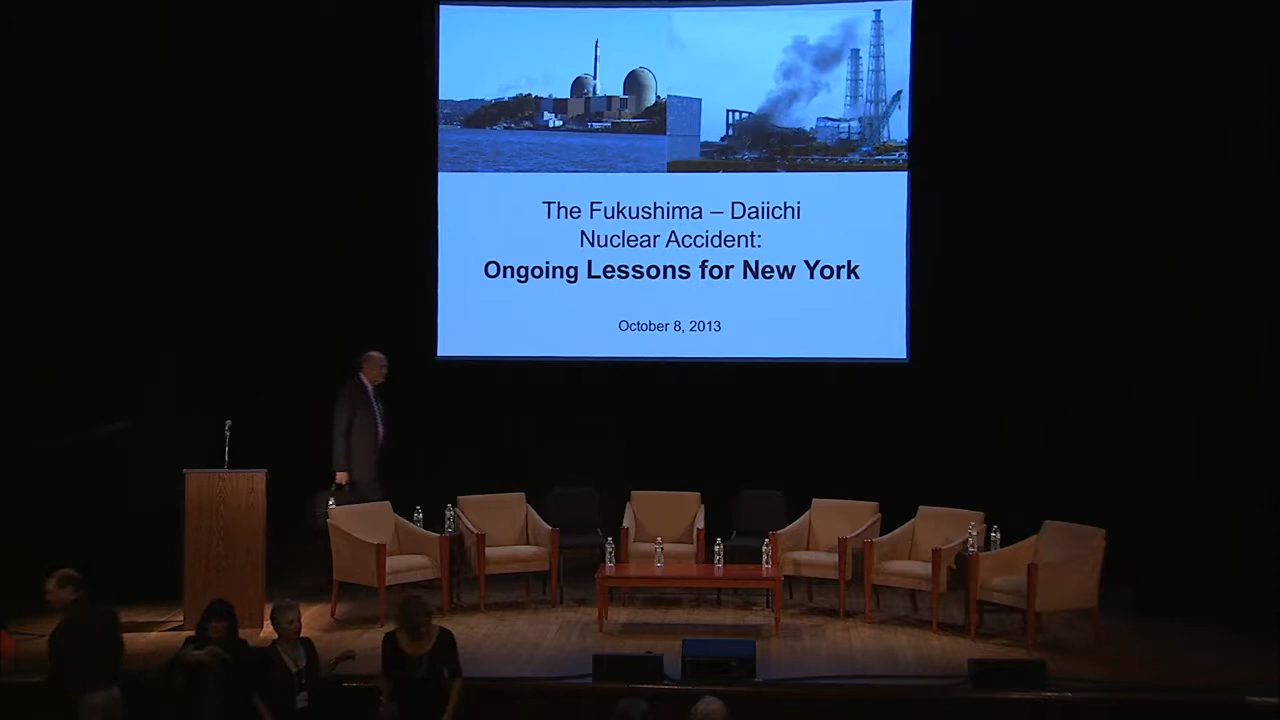 The Fukushima – Daiichi
Nuclear Accident:
Ongoing Lessons for New York
October 8, 2013